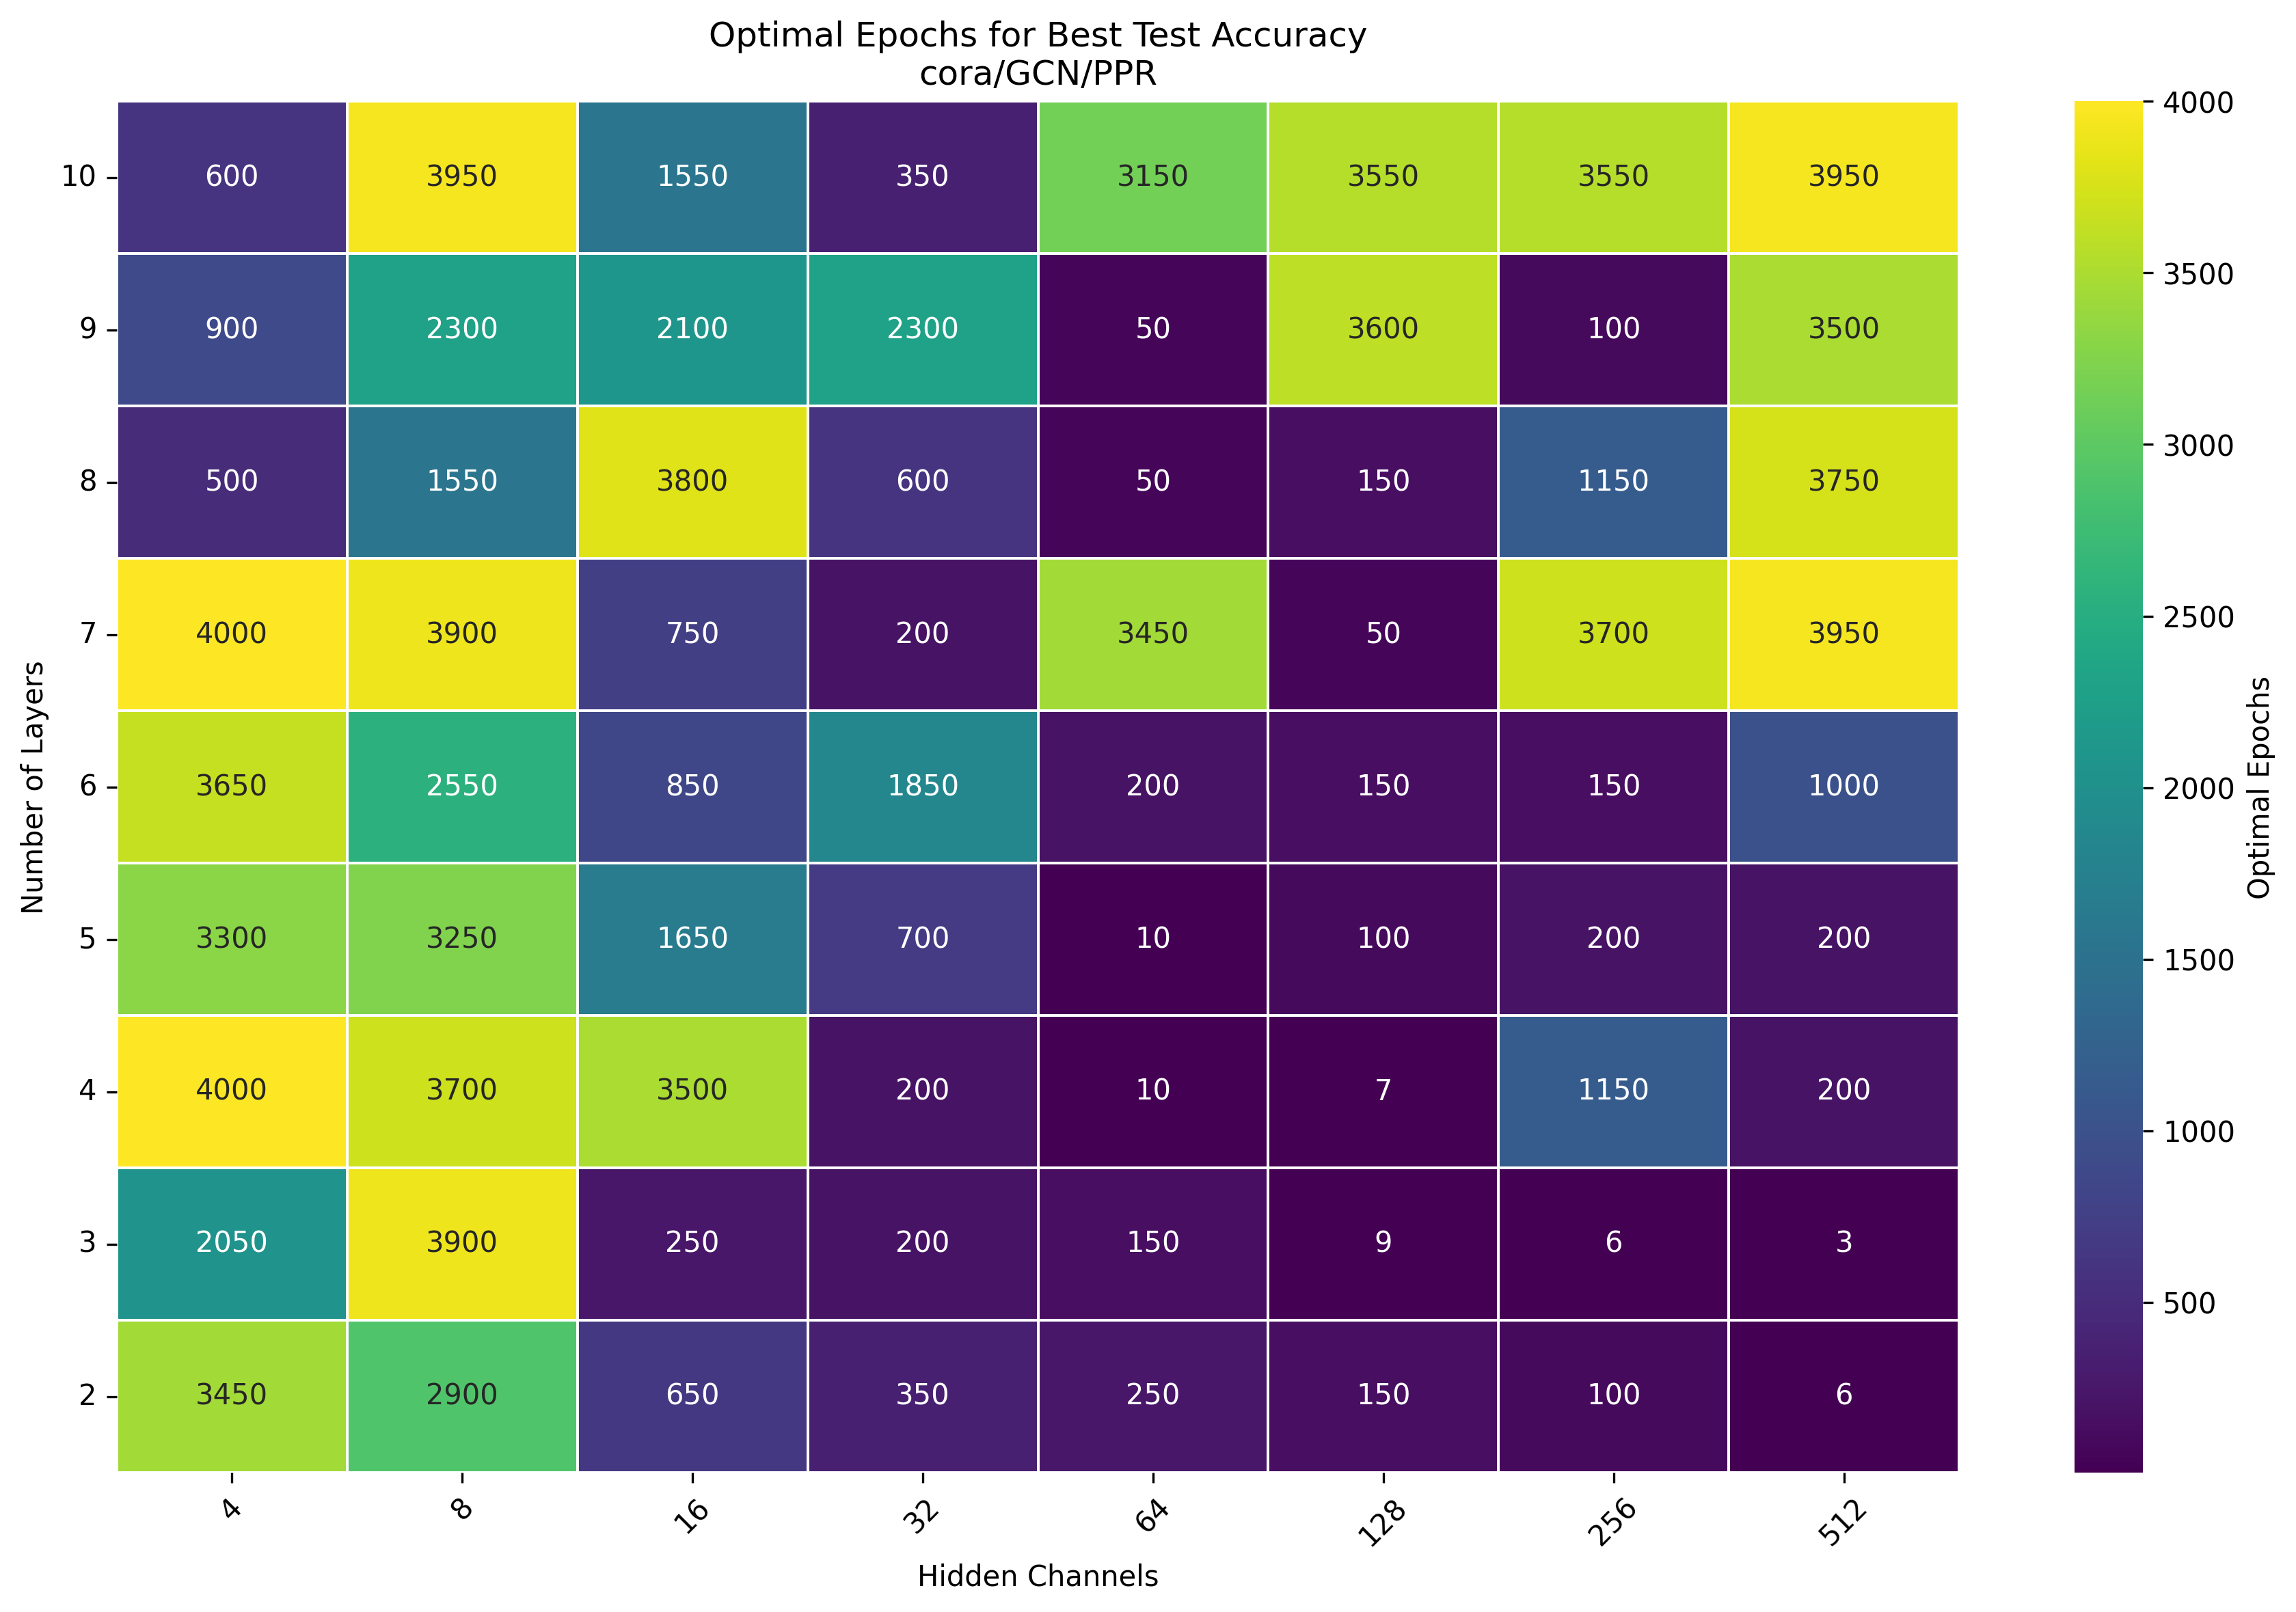 Optimal Epochs for Best Test Accuracy
cora/GCN/PPR
10 600 3950 1550 350 3150 3550 3550 3950
9 900 2300 2100 2300 50 3600 100 3500
8 500 1550 3800 600 50 150 1150 3750
7 4000 3900 750 200 3450 50 3700 3950
6 3650 2550 850 1850 200 150 150 1000
5 3300 3250 1650 700 10 100 200 200
4 4000 3700 3500 200 10 7 1150 200
3 2050 3900 250 200 150 9 6 3
2 3450 2900 650 350 250 150 100 6
4 8 16 32 64 128 256 512
Hidden Channels
Number of Layers
4000
3500
3000
2500
2000
1500
1000
500
Optimal Epochs